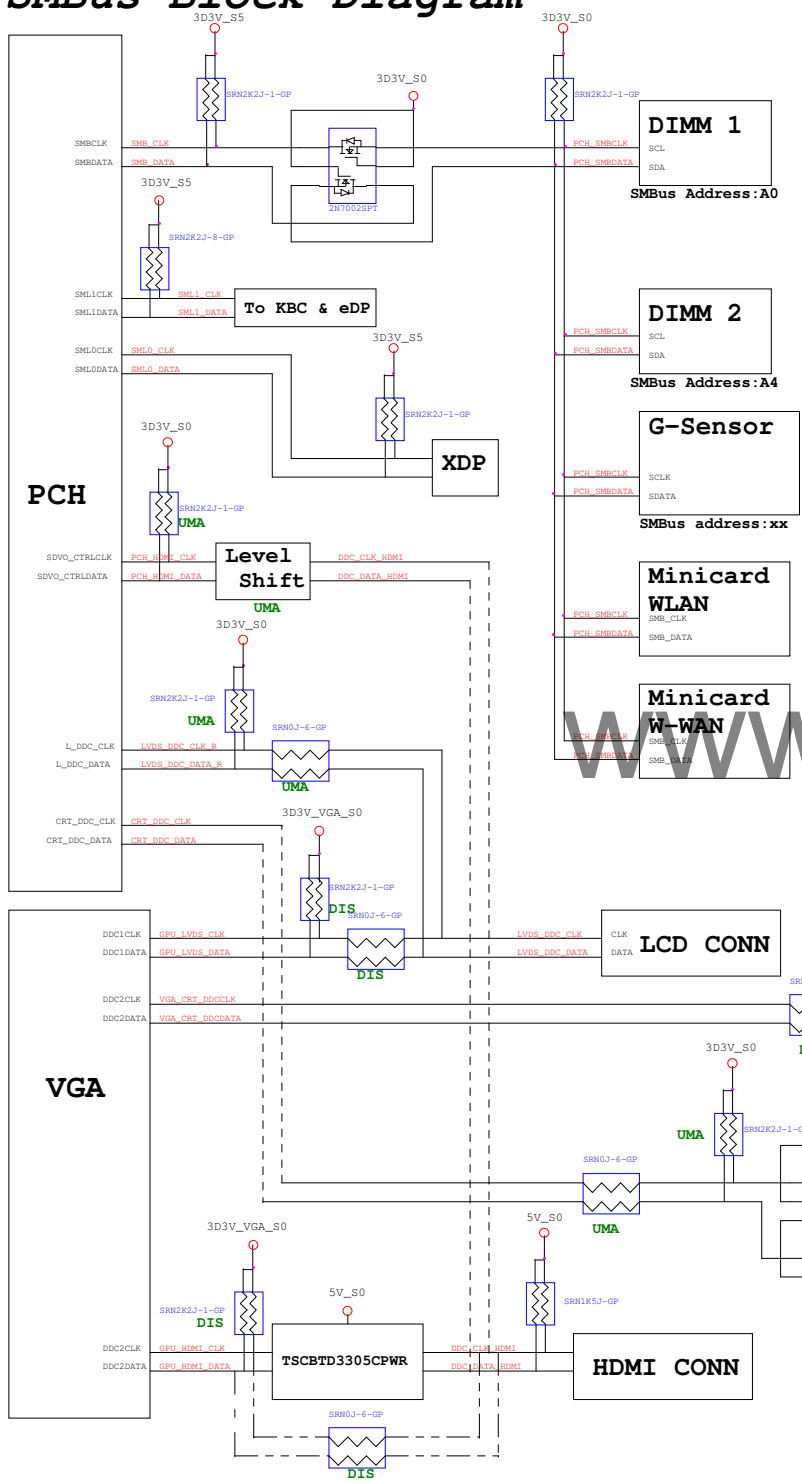 SMBus Block Diagram
3D3V_S5
3D3V_S0
SRN2K2J-1-GP
3D3V_S0
SRN2K2J-1-GP
DIMM 1
SMBCLK SMB_CLK PCH_SMBCLK SCL
SMBDATA SMB_DATA PCH_SMBDATA SDA
2N7002SPT
SMBus Address:A0
3D3V_S5
SRN2K2J-8-GP
SML1CLK SML1_CLK
SML1DATA SML1_DATA
To KBC & eDP
DIMM 2
PCH_SMBCLK SCL
PCH_SMBDATA SDA
SMBus Address:A4
3D3V_S5
SML0CLK SML0_CLK
SML0DATA SML0_DATA
SRN2K2J-1-GP
XDP
G-Sensor
PCH_SMBCLK SCLK
PCH_SMBDATA SDATA
SMBus address:xx
3D3V_S0
PCH
SRN2K2J-1-GP
UMA
SDVO_CTRLCLK PCH_HDMI_CLK
SDVO_CTRLDATA PCH_HDMI_DATA
Level
Shift
UMA
DDC_CLK_HDMI
DDC_DATA_HDMI
Minicard
WLAN
PCH_SMBCLK SMB_CLK
PCH_SMBDATA SMB_DATA
3D3V_S0
SRN2K2J-1-GP
UMA
SRN0J-6-GP
L_DDC_CLK LVDS_DDC_CLK_R
L_DDC_DATA LVDS_DDC_DATA_R
UMA
Minicard
W-WAN
PCH_SMBCLK SMB_CLK
PCH_SMBDATA SMB_DATA
WWW
CRT_DDC_CLK CRT_DDC_CLK
CRT_DDC_DATA CRT_DDC_DATA
3D3V_VGA_S0
SRN2K2J-1-GP
DIS
SRN0J-6-GP
DDC1CLK GPU_LVDS_CLK
DDC1DATA GPU_LVDS_DATA
DIS
LVDS_DDC_CLK CLK
LVDS_DDC_DATA DATA
LCD CONN
DDC2CLK VGA_CRT_DDCCLK
DDC2DATA VGA_CRT_DDCDATA
VGA
3D3V_S0
UMA
SRN2K2J-1-G
SRN0J-6-GP
UMA
3D3V_VGA_S0
SRN2K2J-1-GP
DIS
5V_S0
5V_S0
SRN1K5J-GP
DDC2CLK GPU_HDMI_CLK
DDC2DATA GPU_HDMI_DATA
TSCBTD3305CPWR
DDC_CLK_HDMI
DDC_DATA_HDMI
HDMI CONN
SRN0J-6-GP
DIS